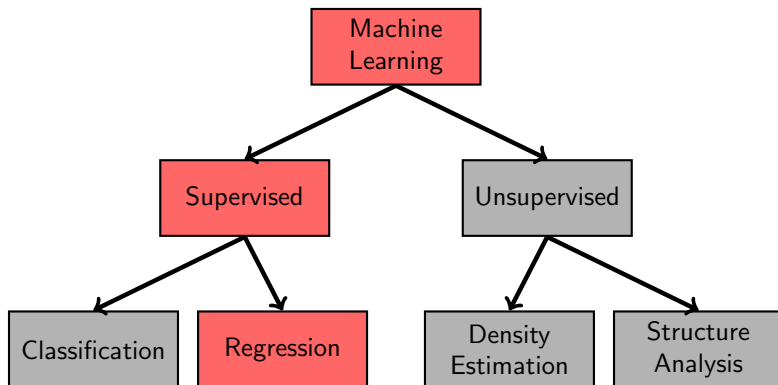 Machine
Learning
Supervised
Unsupervised
Classification
Regression
Density
Estimation
Structure
Analysis